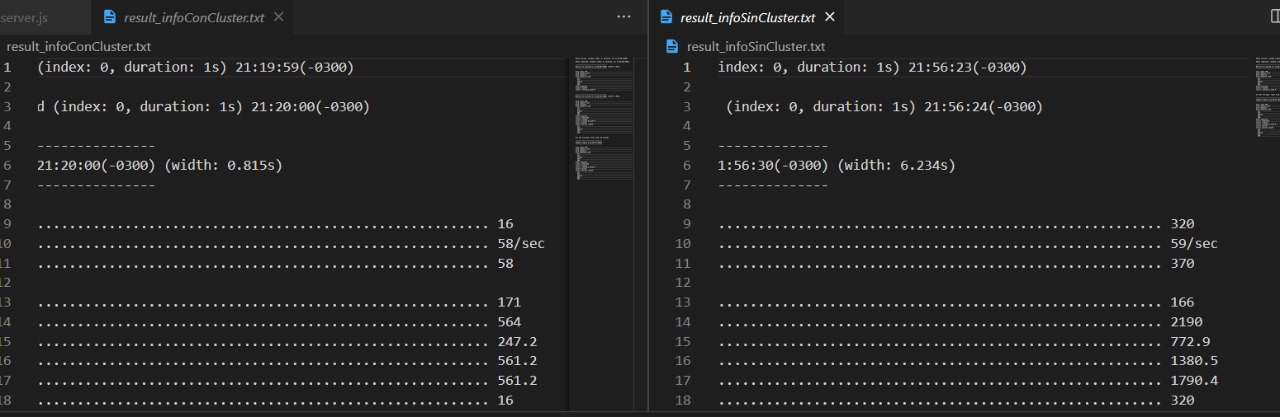 server.js
result_infoConCluster.txt
result_infoConCluster.txt
1 (index: 0, duration: 1s) 21:19:59(-0300)
2
3 d (index: 0, duration: 1s) 21:20:00(-0300)
4
5 ---------------
6 21:20:00(-0300) (width: 0.815s)
7 ---------------
8
9 ........................................................ 16
10 ........................................................ 58/sec
11 ........................................................ 58
12
13 ........................................................ 171
14 ........................................................ 564
15 ........................................................ 247.2
16 ........................................................ 561.2
17 ........................................................ 561.2
18 ........................................................ 16
result_infoSinCluster.txt
result_infoSinCluster.txt
1 index: 0, duration: 1s) 21:56:23(-0300)
2
3 (index: 0, duration: 1s) 21:56:24(-0300)
4
5 --------------
6 1:56:30(-0300) (width: 6.234s)
7 --------------
8
9 ....................................................... 320
10 ....................................................... 59/sec
11 ....................................................... 370
12
13 ....................................................... 166
14 ....................................................... 2190
15 ....................................................... 772.9
16 ....................................................... 1380.5
17 ....................................................... 1790.4
18 ....................................................... 320